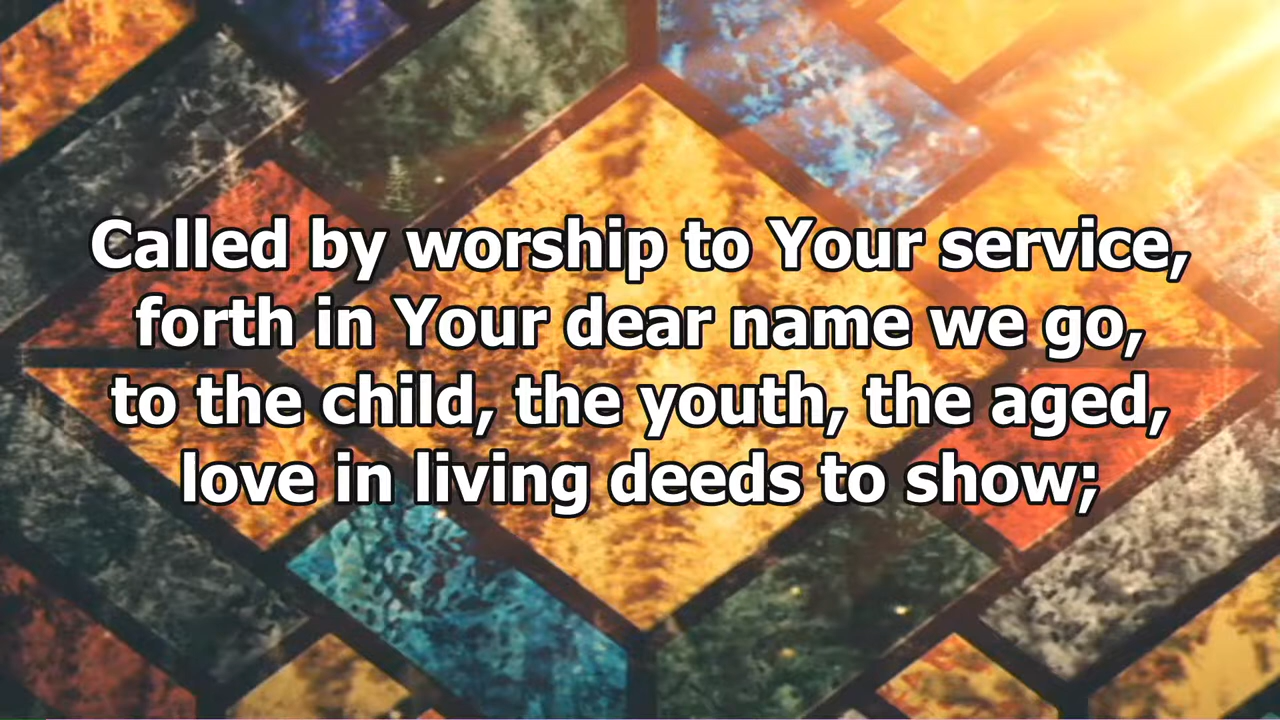 Called by worship to Your service,
forth in Your dear name we go,
to the child, the youth, the aged,
love in living deeds to show;